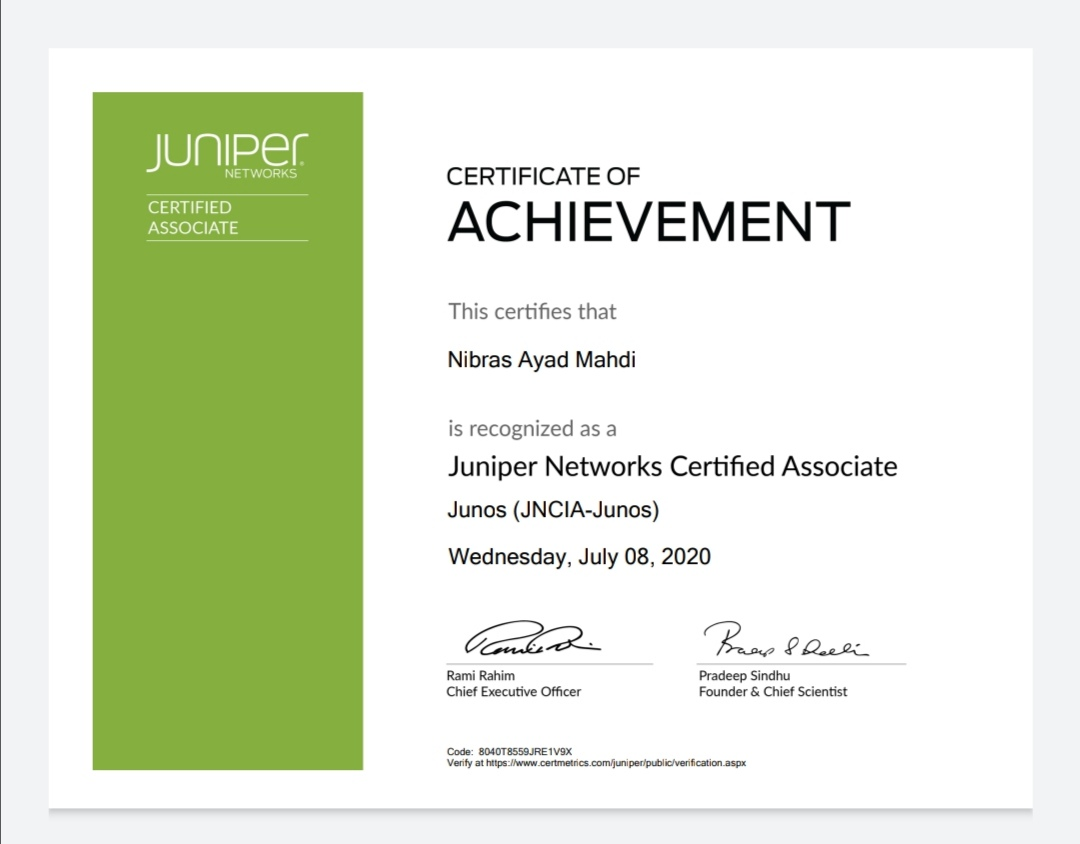 JUNIPer
NETWORKS
CERTIFIED
ASSOCIATE
CERTIFICATE OF
ACHIEVEMENT
This certifies that
Nibras Ayad Mahdi
is recognized as a
Juniper Networks Certified Associate
Junos (JNCIA-Junos)
Wednesday, July 08, 2020
Rami Rahim
Chief Executive Officer
Pradeep Sindhu
Founder & Chief Scientist
Code: 8040T8559JRE1V9X
Verify at https://www.certmetrics.com/juniper/public/verification.aspx